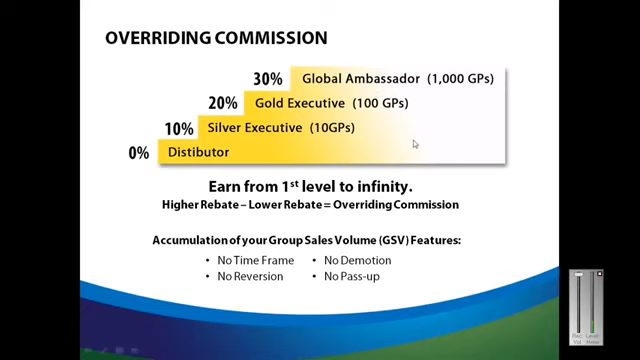 OVERRIDING COMMISSION
30% Global Ambassador (1,000 GPs)
20% Gold Executive (100 GPs)
10% Silver Executive (10GPs)
0% Distibutor
Earn from 1st level to infinity.
Higher Rebate – Lower Rebate = Overriding Commission
Accumulation of your Group Sales Volume (GSV) Features:
• No Time Frame • No Demotion
• No Reversion • No Pass-up